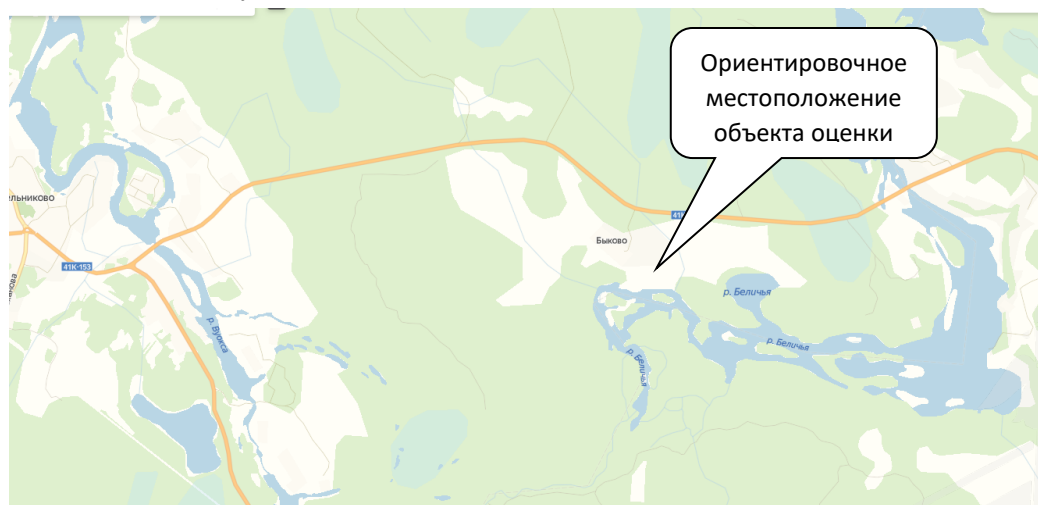 Ориентировочное
местоположение
объекта оценки
льниково
41К
Быково
41К-153
р. Беличья
р. Вуокса
р. Беличья
р. Беличья